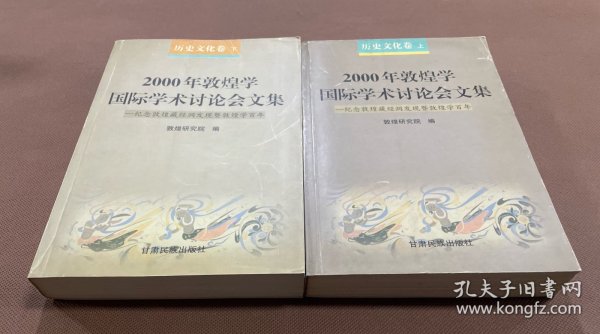 历史文化卷 下
2000年敦煌学
国际学术讨论会文集
—纪念敦煌藏经洞发现暨敦煌学百年
敦煌研究院 编
甘肃民族出版社
历史文化卷 上
2000年敦煌学
国际学术讨论会文集
—纪念敦煌藏经洞发现暨敦煌学百年
敦煌研究院 编
甘肃民族出版社
孔夫子旧书网
www.kongfz.com